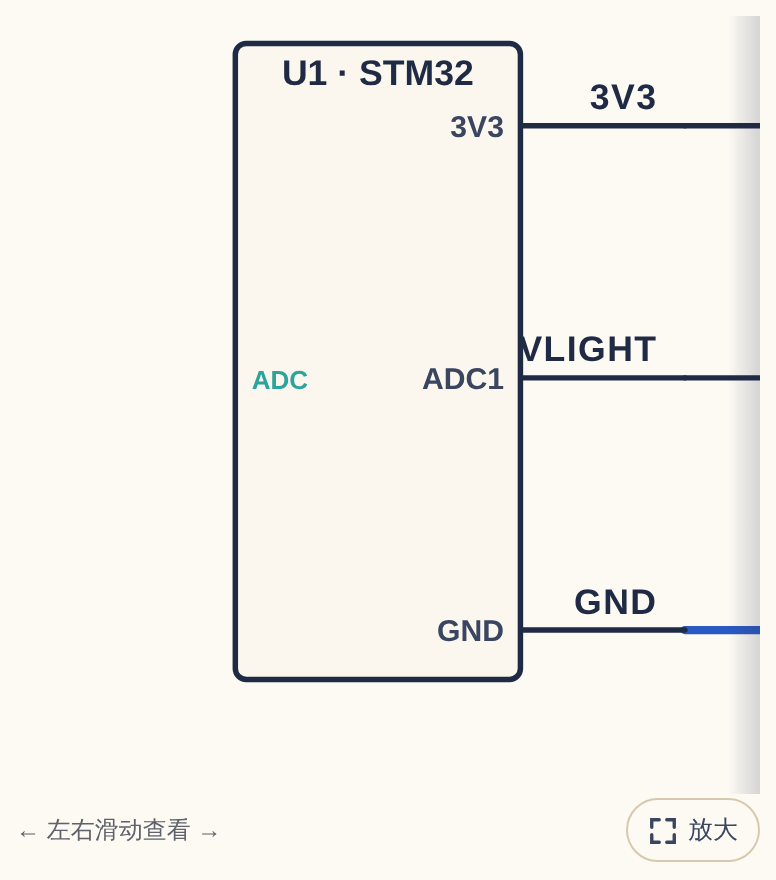 U1 · STM32
3V3
3V3
VLIGHT
ADC
ADC1
GND
GND
← 左右滑动查看 →
放大